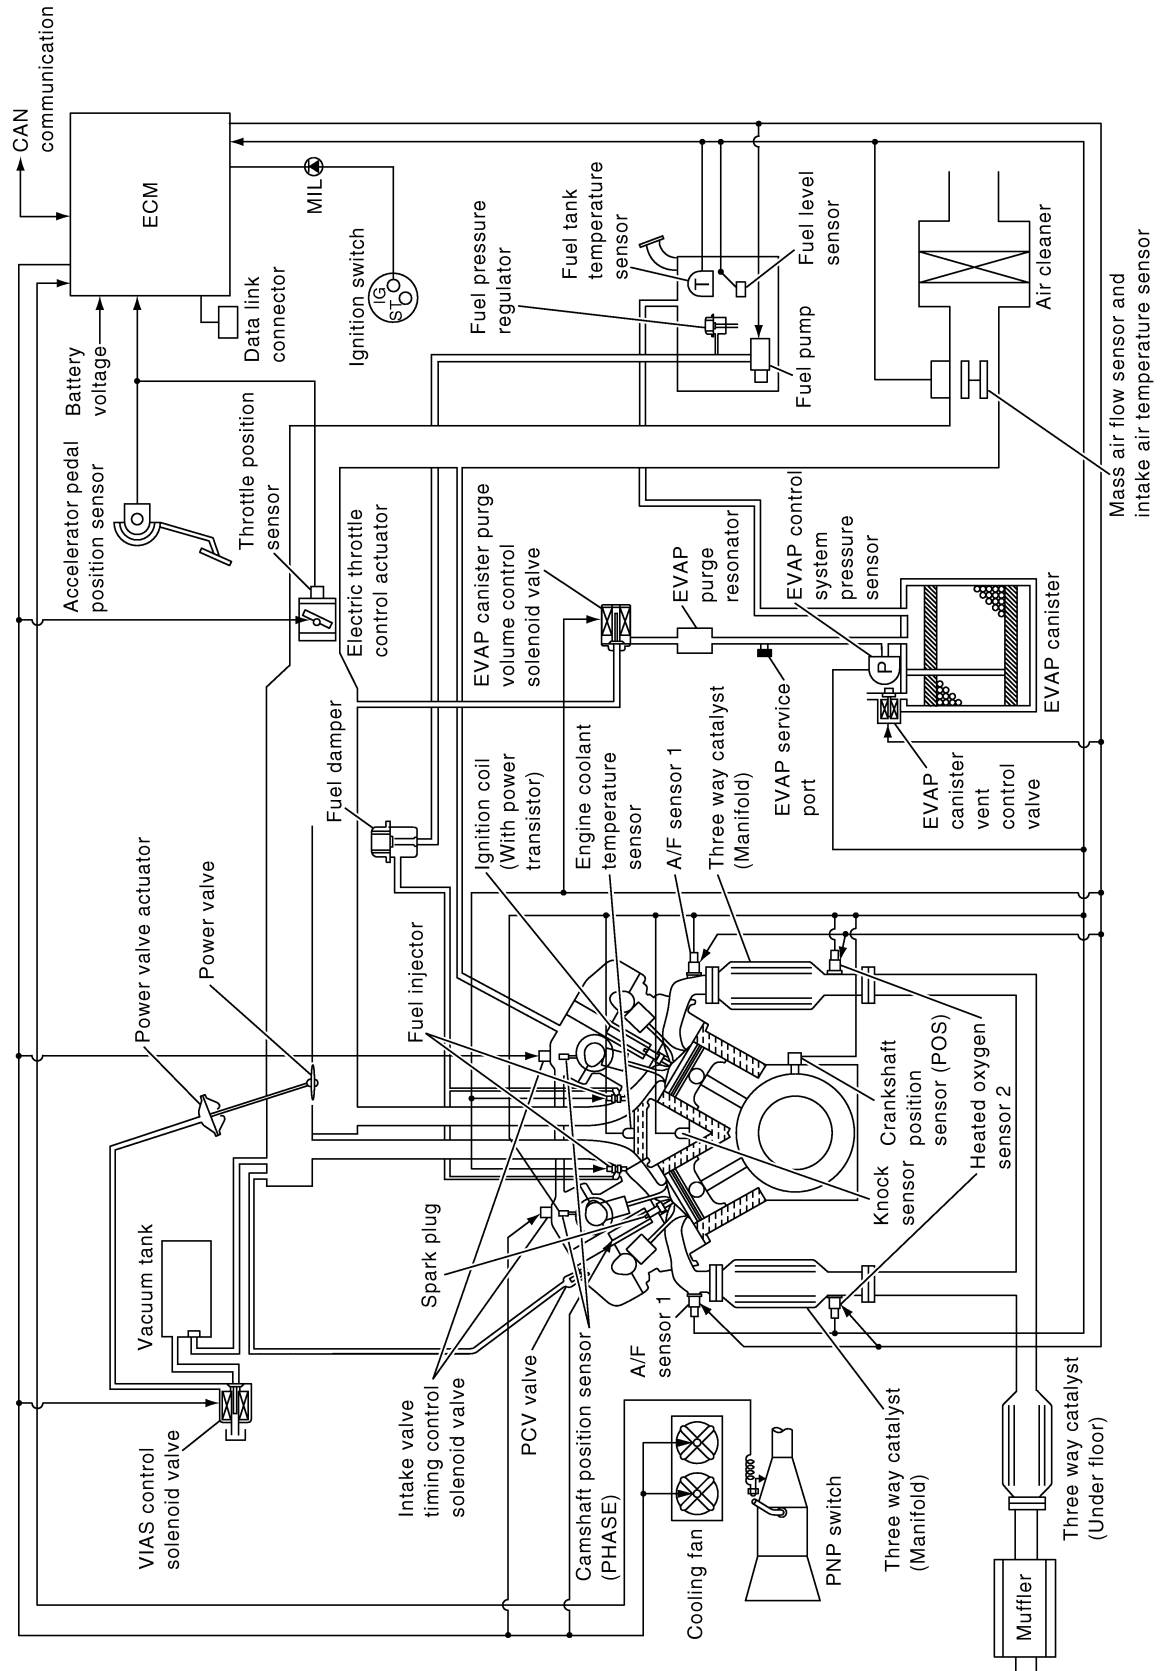 CAN
communication
ECM
MIL
Battery
voltage
Data link
connector
Ignition switch
IG
ST
Accelerator pedal
position sensor
Throttle position
sensor
Electric throttle
control actuator
Fuel pressure
regulator
Fuel tank
temperature
sensor
T
Fuel level
sensor
Fuel pump
Air cleaner
Mass air flow sensor and
intake air temperature sensor
EVAP canister purge
volume control
solenoid valve
EVAP
purge
resonator
EVAP control
system
pressure
sensor
P
EVAP canister
EVAP service
port
EVAP
canister
vent
control
valve
Fuel damper
Ignition coil
(With power
transistor)
Engine coolant
temperature
sensor
A/F sensor 1
Three way catalyst
(Manifold)
Power valve actuator
Power valve
Fuel injector
Crankshaft
position
sensor (POS)
Heated oxygen
sensor 2
Knock
sensor
Vacuum tank
VIAS control
solenoid valve
Spark plug
Intake valve
timing control
solenoid valve
PCV valve
Camshaft position sensor
(PHASE)
A/F
sensor 1
Cooling fan
PNP switch
Three way catalyst
(Manifold)
Three way catalyst
(Under floor)
Muffler